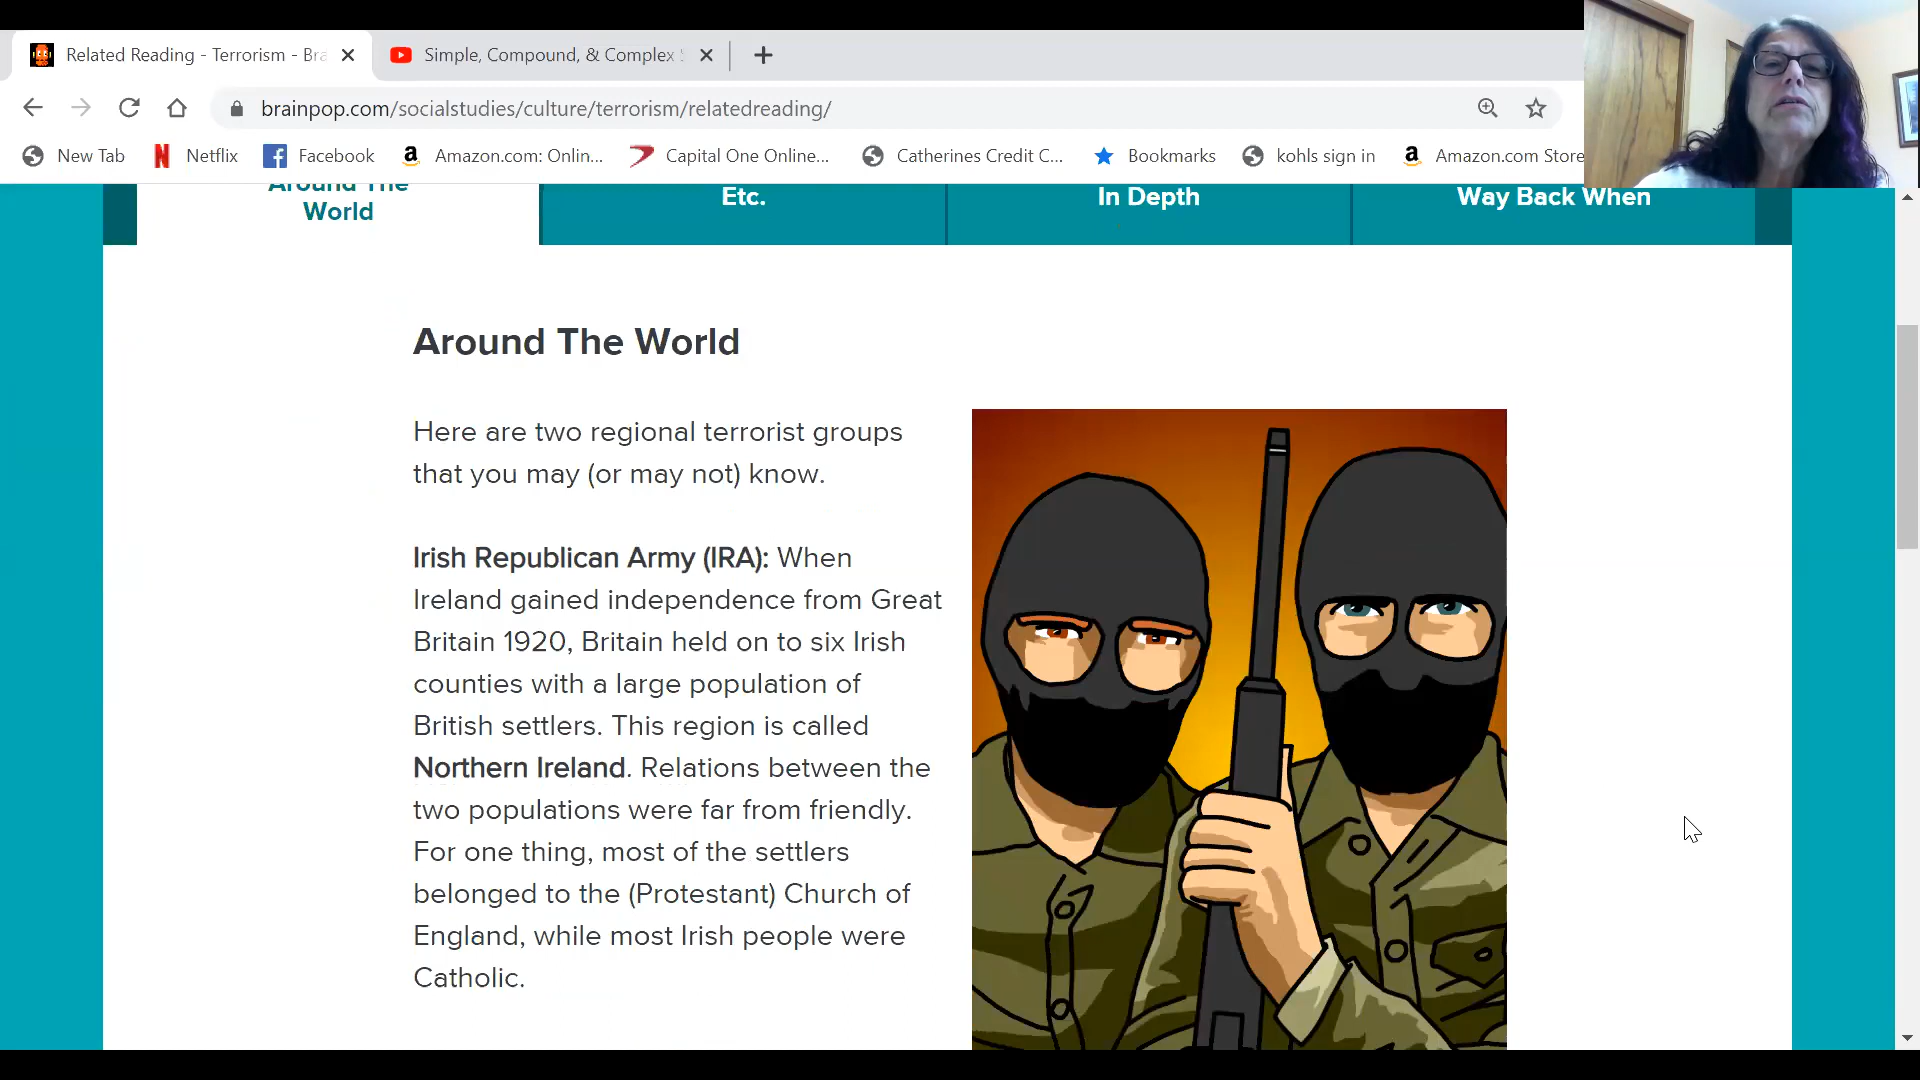 Related Reading - Terrorism - Bra
Simple, Compound, & Complex S
brainpop.com/socialstudies/culture/terrorism/relatedreading/
New Tab
Netflix
Facebook
Amazon.com: Onlin...
Capital One Online...
Catherines Credit C...
Bookmarks
kohls sign in
Amazon.com Store
Around The
World
Etc.
In Depth
Way Back When
Around The World
Here are two regional terrorist groups
that you may (or may not) know.
Irish Republican Army (IRA): When
Ireland gained independence from Great
Britain 1920, Britain held on to six Irish
counties with a large population of
British settlers. This region is called
Northern Ireland. Relations between the
two populations were far from friendly.
For one thing, most of the settlers
belonged to the (Protestant) Church of
England, while most Irish people were
Catholic.